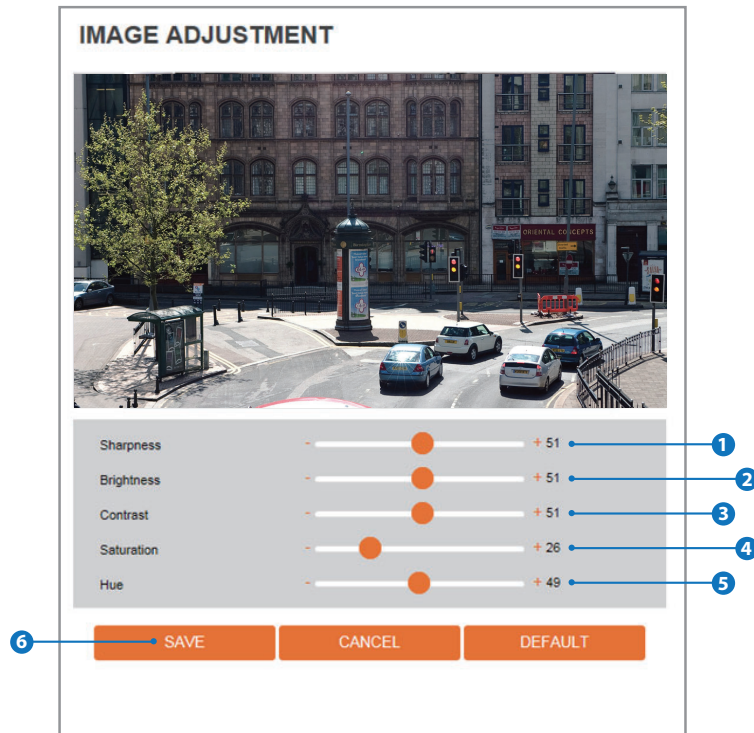 IMAGE ADJUSTMENT
ORIENTAL CONCEPTS
Sharpness - + 51 1
Brightness - + 51 2
Contrast - + 51 3
Saturation - + 26 4
Hue - + 49 5
6 SAVE CANCEL DEFAULT